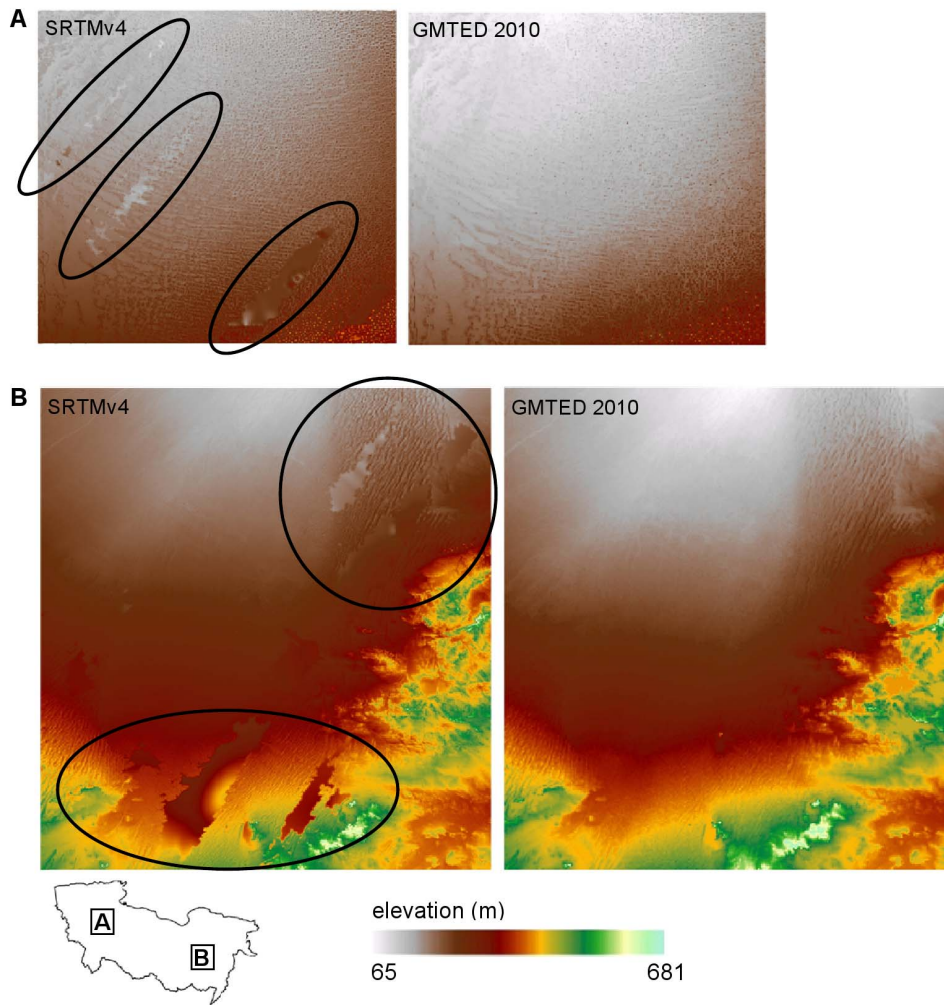 A
SRTMv4
GMTED 2010
B
SRTMv4
GMTED 2010
A
B
elevation (m)
65
681